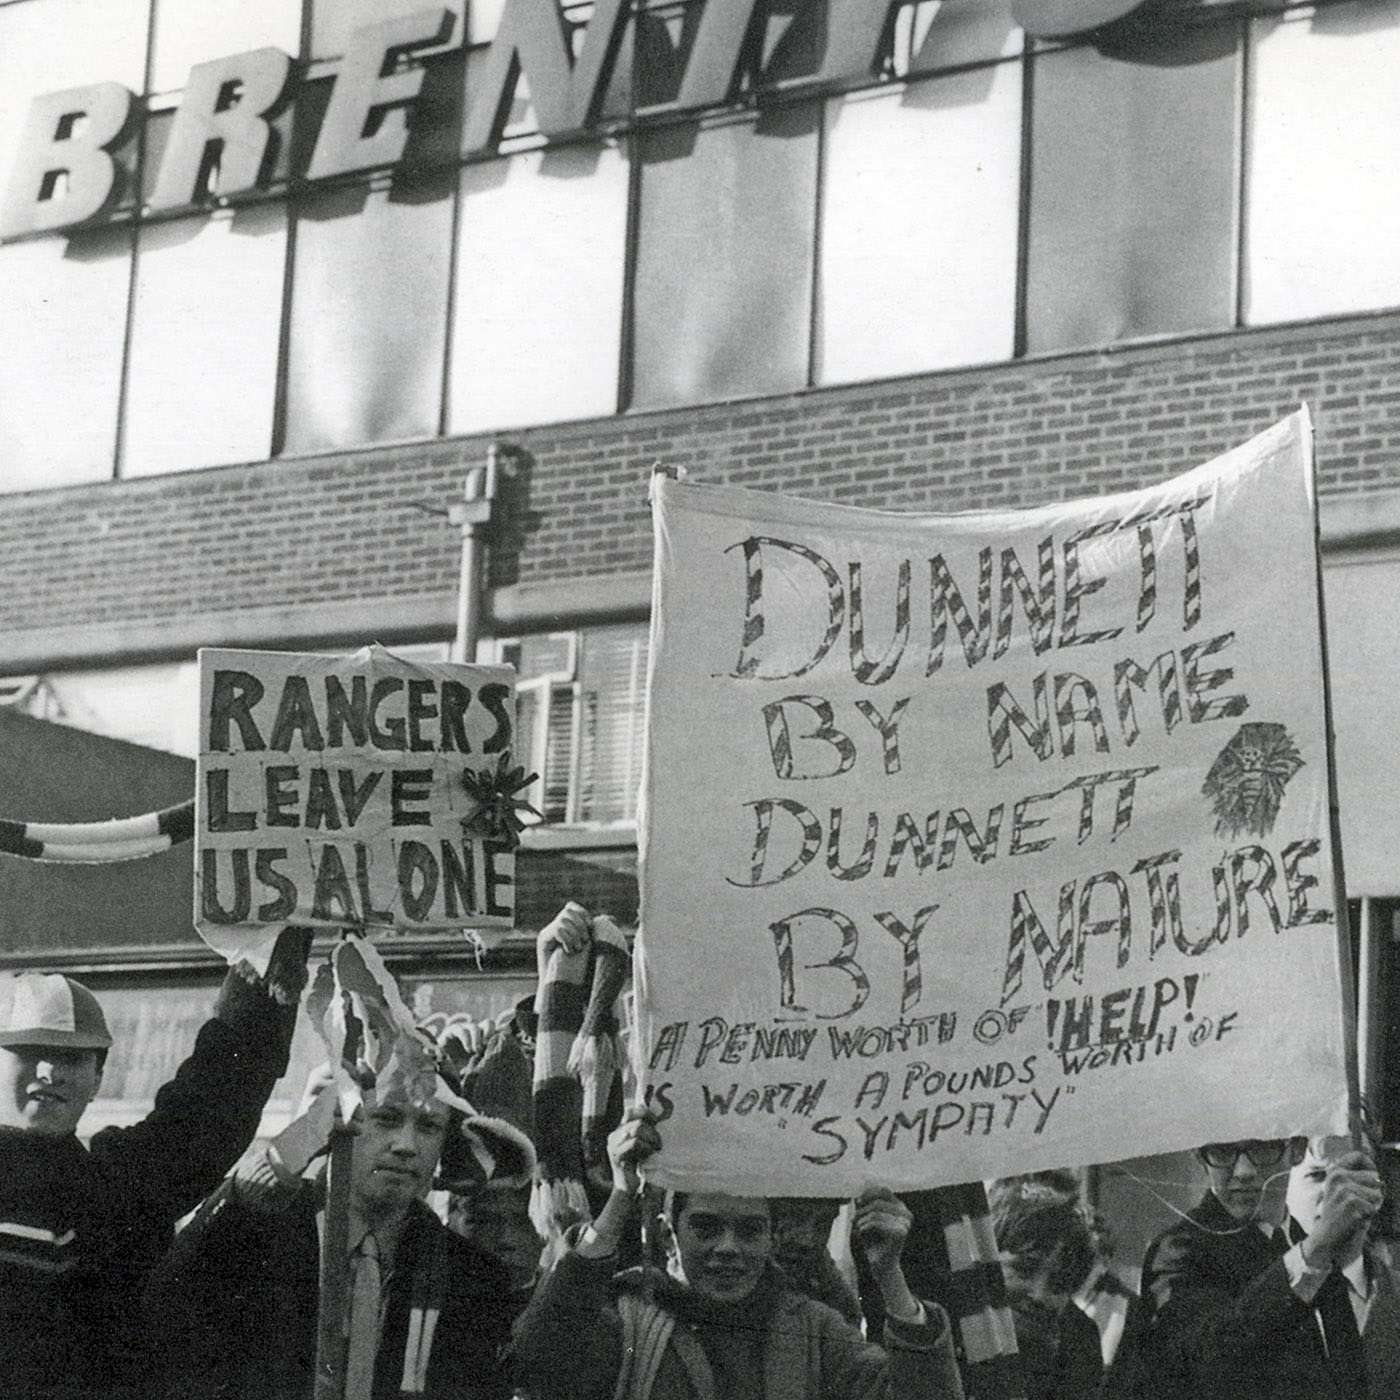 BRENTFO
RANGERS
LEAVE
US ALONE
DUNNETT
BY NAME
DUNNETT
BY NATURE
A PENNY WORTH OF "!HELP!"
IS WORTH A POUNDS WORTH OF
"SYMPATY"